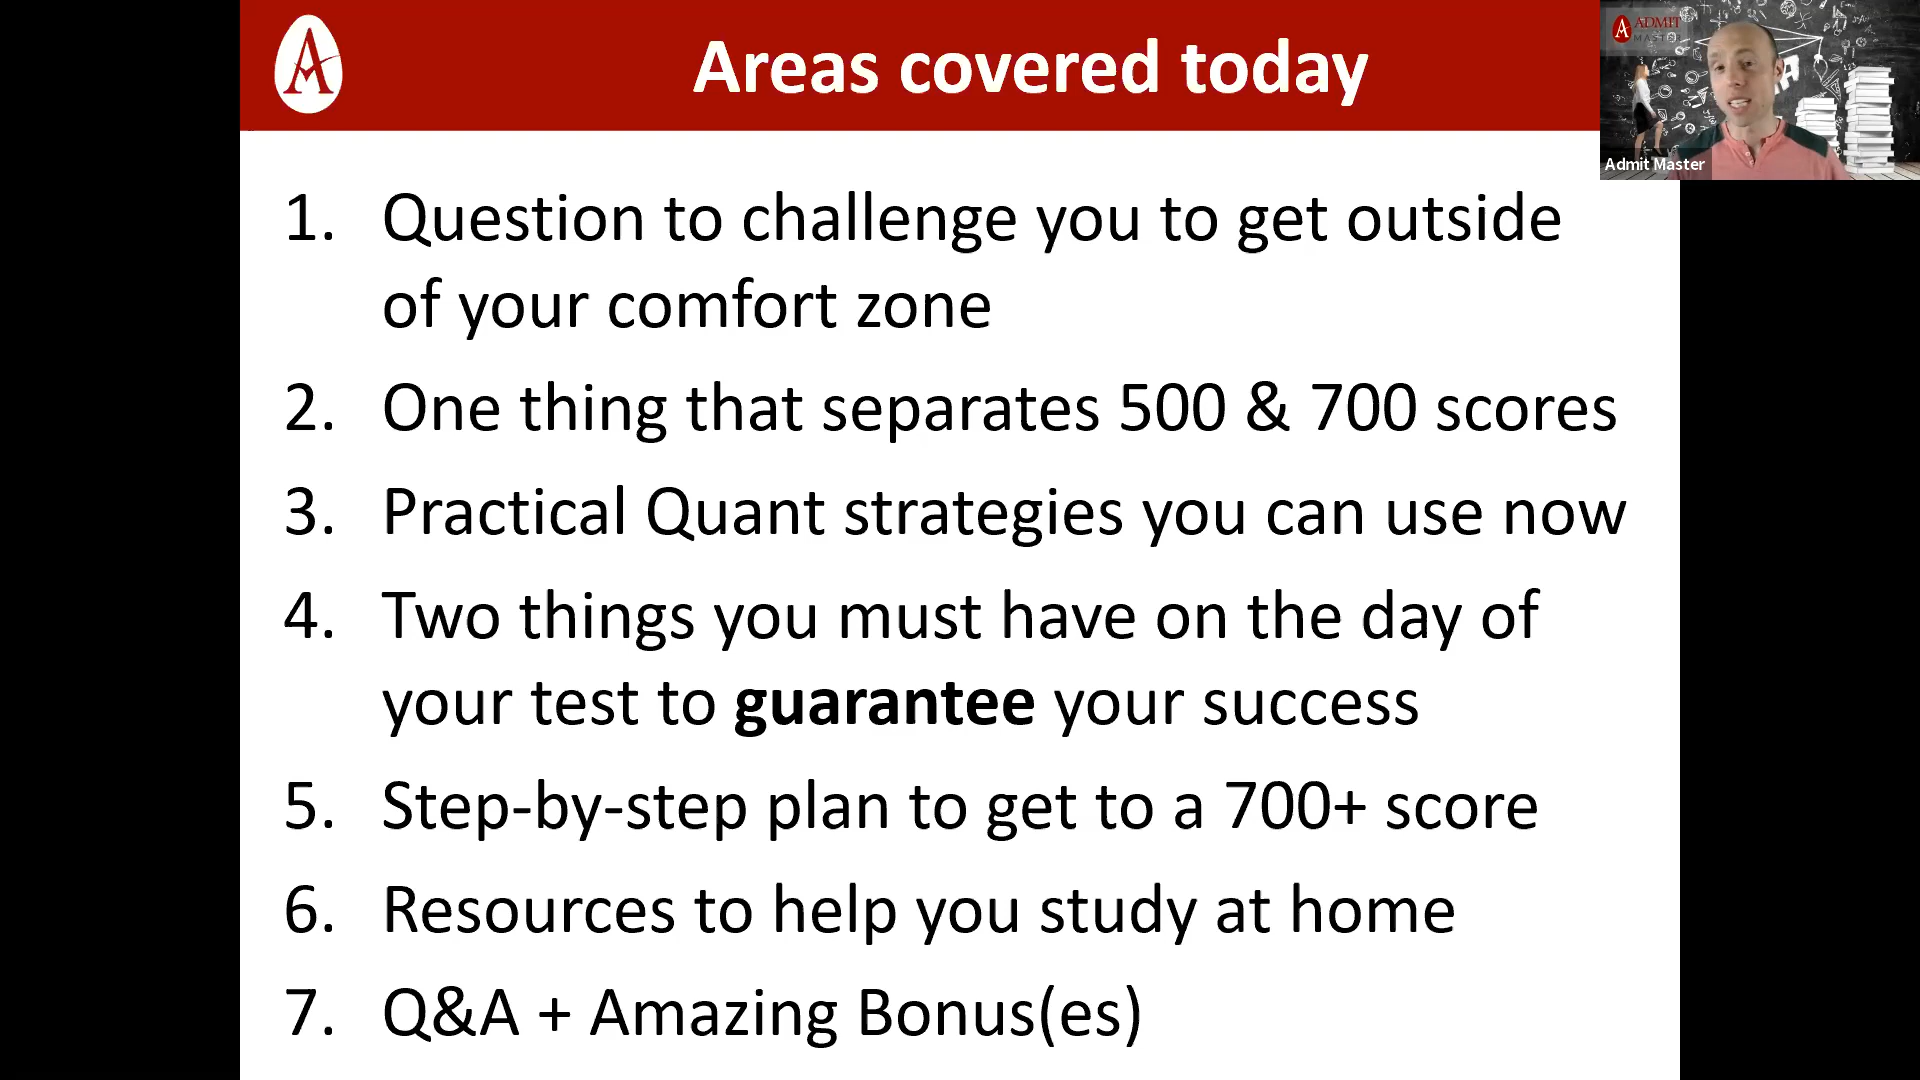 Areas covered today
ADMIT
MASTER
Admit Master
1. Question to challenge you to get outside
of your comfort zone
2. One thing that separates 500 & 700 scores
3. Practical Quant strategies you can use now
4. Two things you must have on the day of
your test to guarantee your success
5. Step-by-step plan to get to a 700+ score
6. Resources to help you study at home
7. Q&A + Amazing Bonus(es)